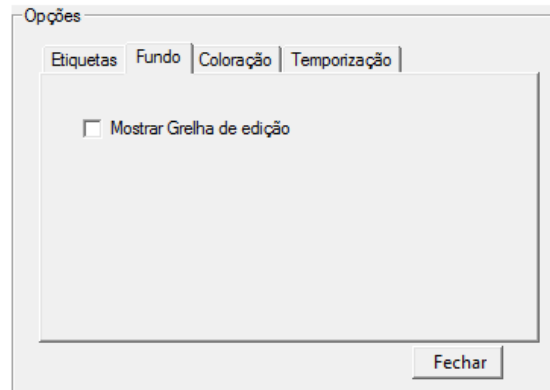 Opções
Etiquetas Fundo Coloração Temporização
Mostrar Grelha de edição
Fechar